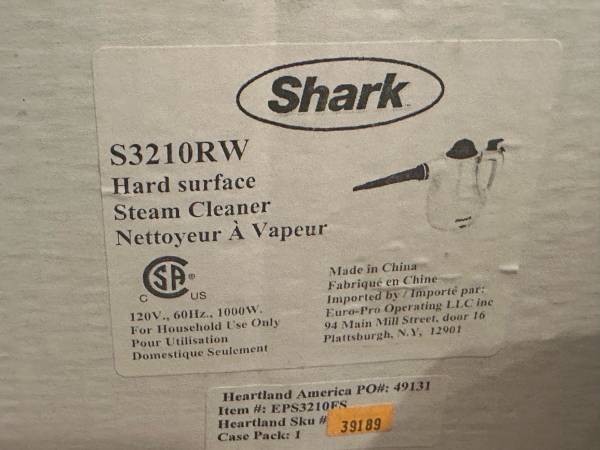 Shark
S3210RW
Hard surface
Steam Cleaner
Nettoyeur À Vapeur
SA ®
C US
120V., 60Hz., 1000W.
For Household Use Only
Pour Utilisation
Domestique Seulement
Made in China
Fabriqué en Chine
Imported by / Importé par:
Euro-Pro Operating LLC inc
94 Main Mill Street, door 16
Plattsburgh, N.Y, 12901
Heartland America PO#: 49131
Item #: EPS3210FS
Heartland Sku # 39189
Case Pack: 1